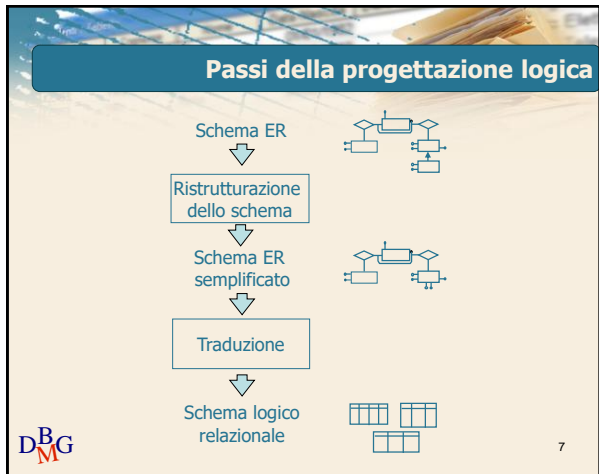 Passi della progettazione logica
Schema ER
Ristrutturazione
dello schema
Schema ER
semplificato
Traduzione
Schema logico
relazionale
DBMG
7